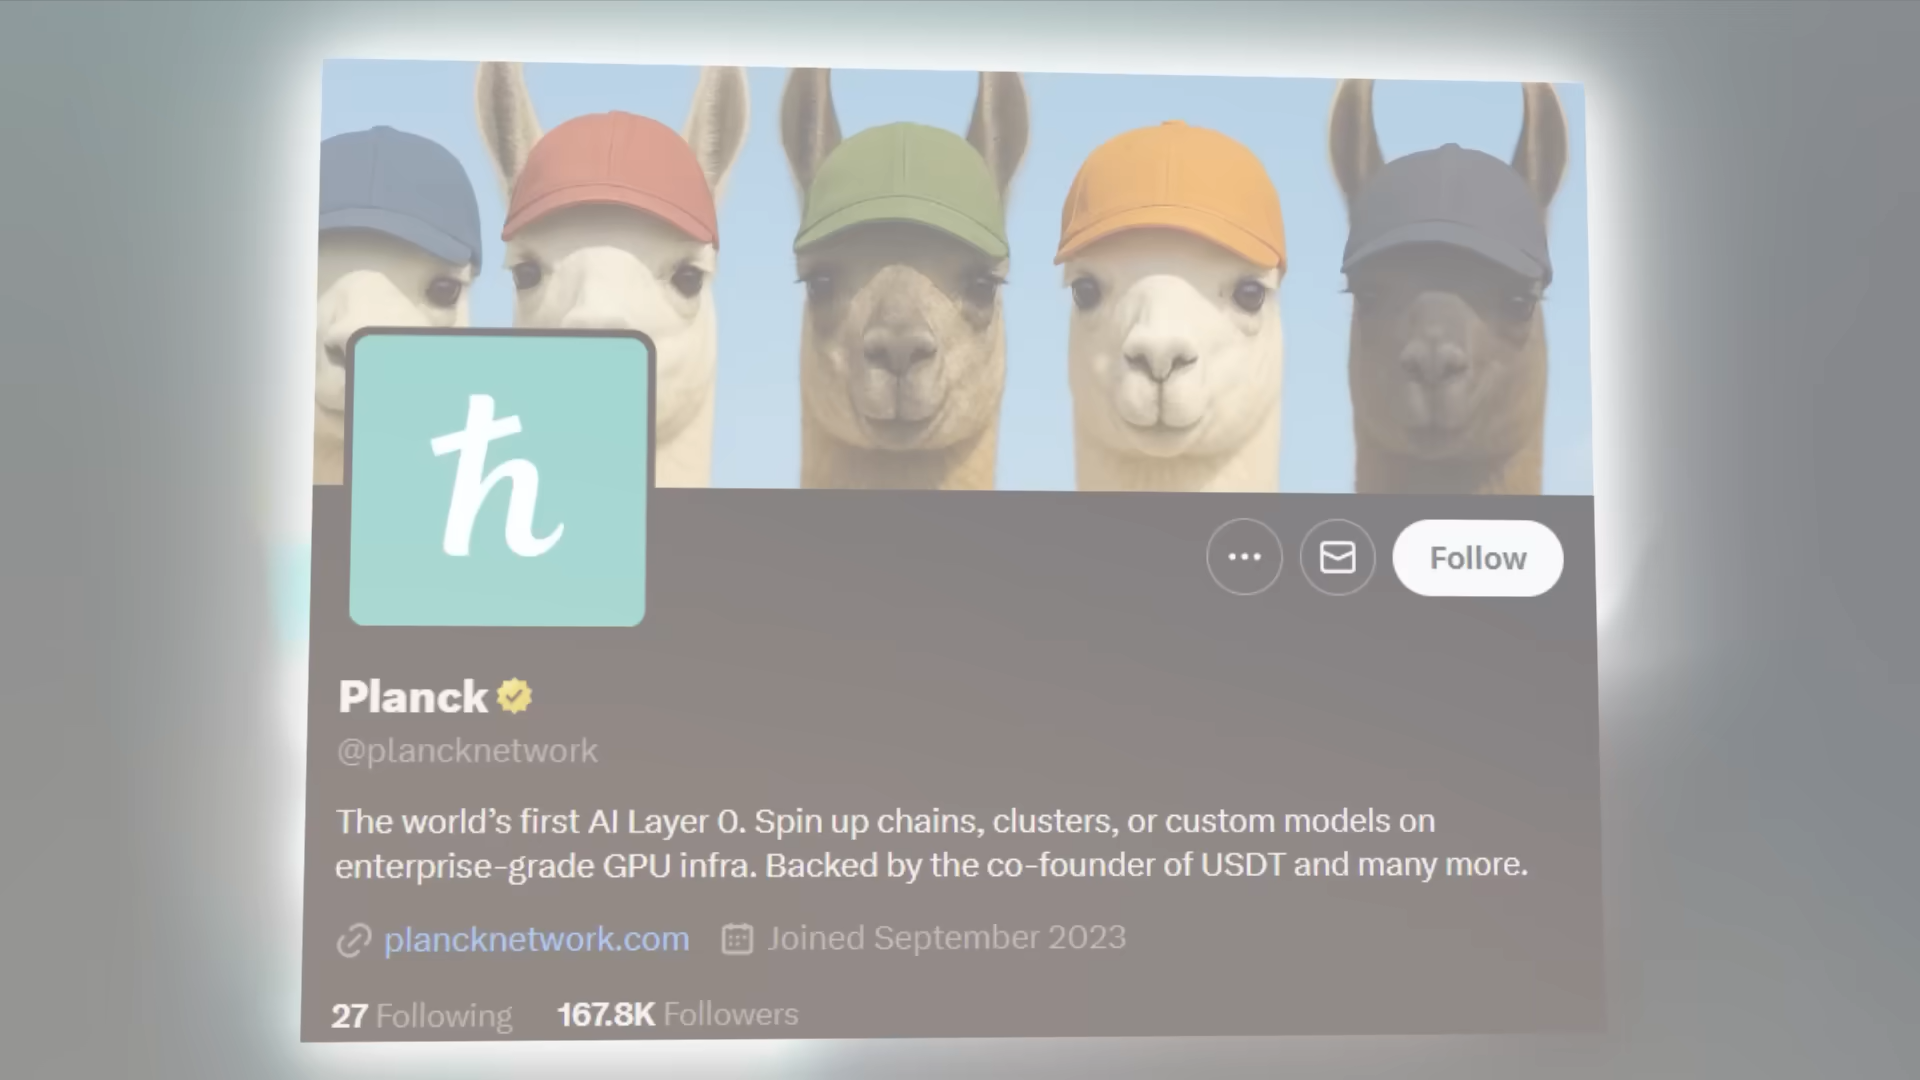 ħ
Follow
Planck
@plancknetwork
The world's first AI Layer 0. Spin up chains, clusters, or custom models on
enterprise-grade GPU infra. Backed by the co-founder of USDT and many more.
plancknetwork.com Joined September 2023
27 Following 167.8K Followers